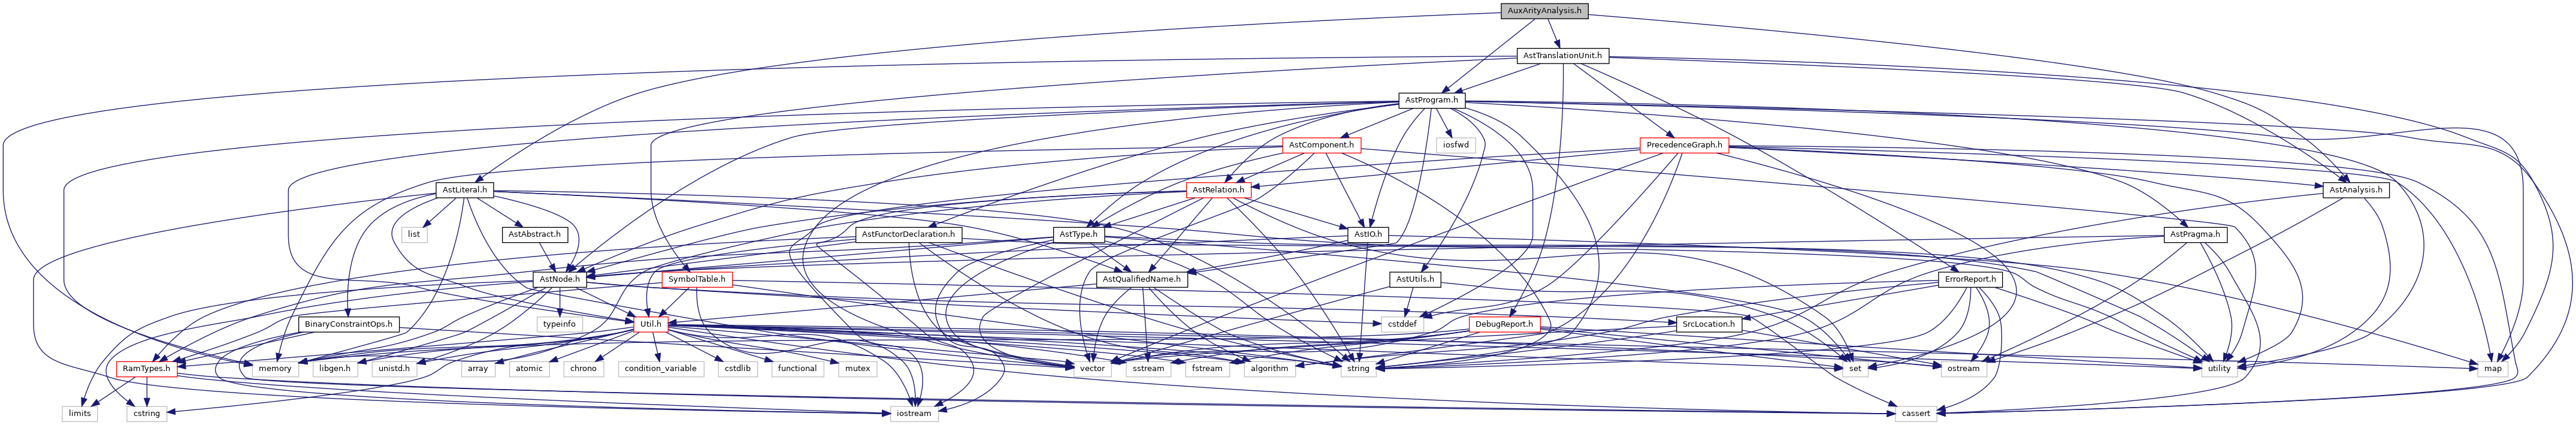 AuxArityAnalysis.h
AstTranslationUnit.h
AstProgram.h
AstComponent.h
iosfwd
PrecedenceGraph.h
AstLiteral.h
AstRelation.h
AstAnalysis.h
list
AstAbstract.h
AstFunctorDeclaration.h
AstType.h
AstIO.h
AstPragma.h
AstNode.h
SymbolTable.h
AstQualifiedName.h
AstUtils.h
ErrorReport.h
BinaryConstraintOps.h
typeinfo
Util.h
cstddef
DebugReport.h
SrcLocation.h
RamTypes.h
memory
libgen.h
unistd.h
array
atomic
chrono
condition_variable
cstdlib
functional
mutex
vector
sstream
fstream
algorithm
string
set
ostream
utility
map
limits
cstring
iostream
cassert